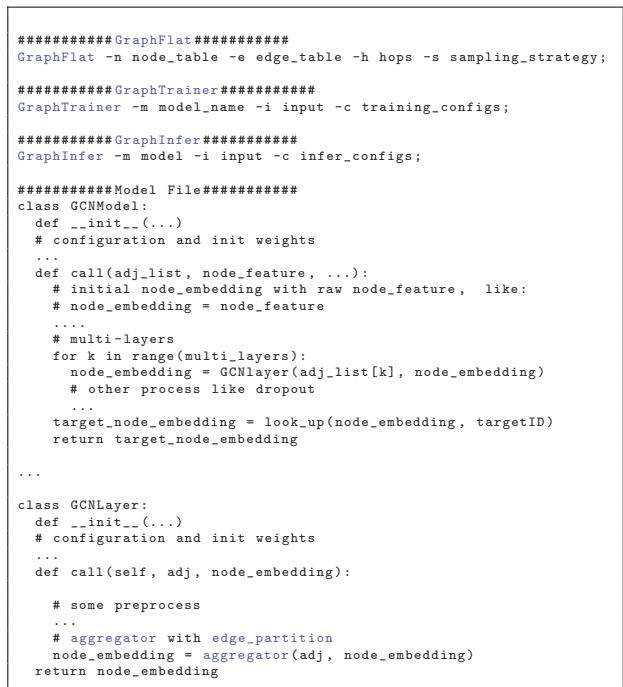 ###########GraphFlat###########
GraphFlat -n node_table -e edge_table -h hops -s sampling_strategy;
###########GraphTrainer###########
GraphTrainer -m model_name -i input -c training_configs;
###########GraphInfer###########
GraphInfer -m model -i input -c infer_configs;
###########Model File###########
class GCNModel:
  def __init__(...)
  # configuration and init weights
  ...
  def call(adj_list, node_feature, ...):
    # initial node_embedding with raw node_feature, like:
    # node_embedding = node_feature
    ....
    # multi-layers
    for k in range(multi_layers):
      node_embedding = GCNlayer(adj_list[k], node_embedding)
      # other process like dropout
      ...
    target_node_embedding = look_up(node_embedding, targetID)
    return target_node_embedding
...
class GCNLayer:
  def __init__(...)
  # configuration and init weights
  ...
  def call(self, adj, node_embedding):
    # some preprocess
    ...
    # aggregator with edge_partition
    node_embedding = aggregator(adj, node_embedding)
  return node_embedding